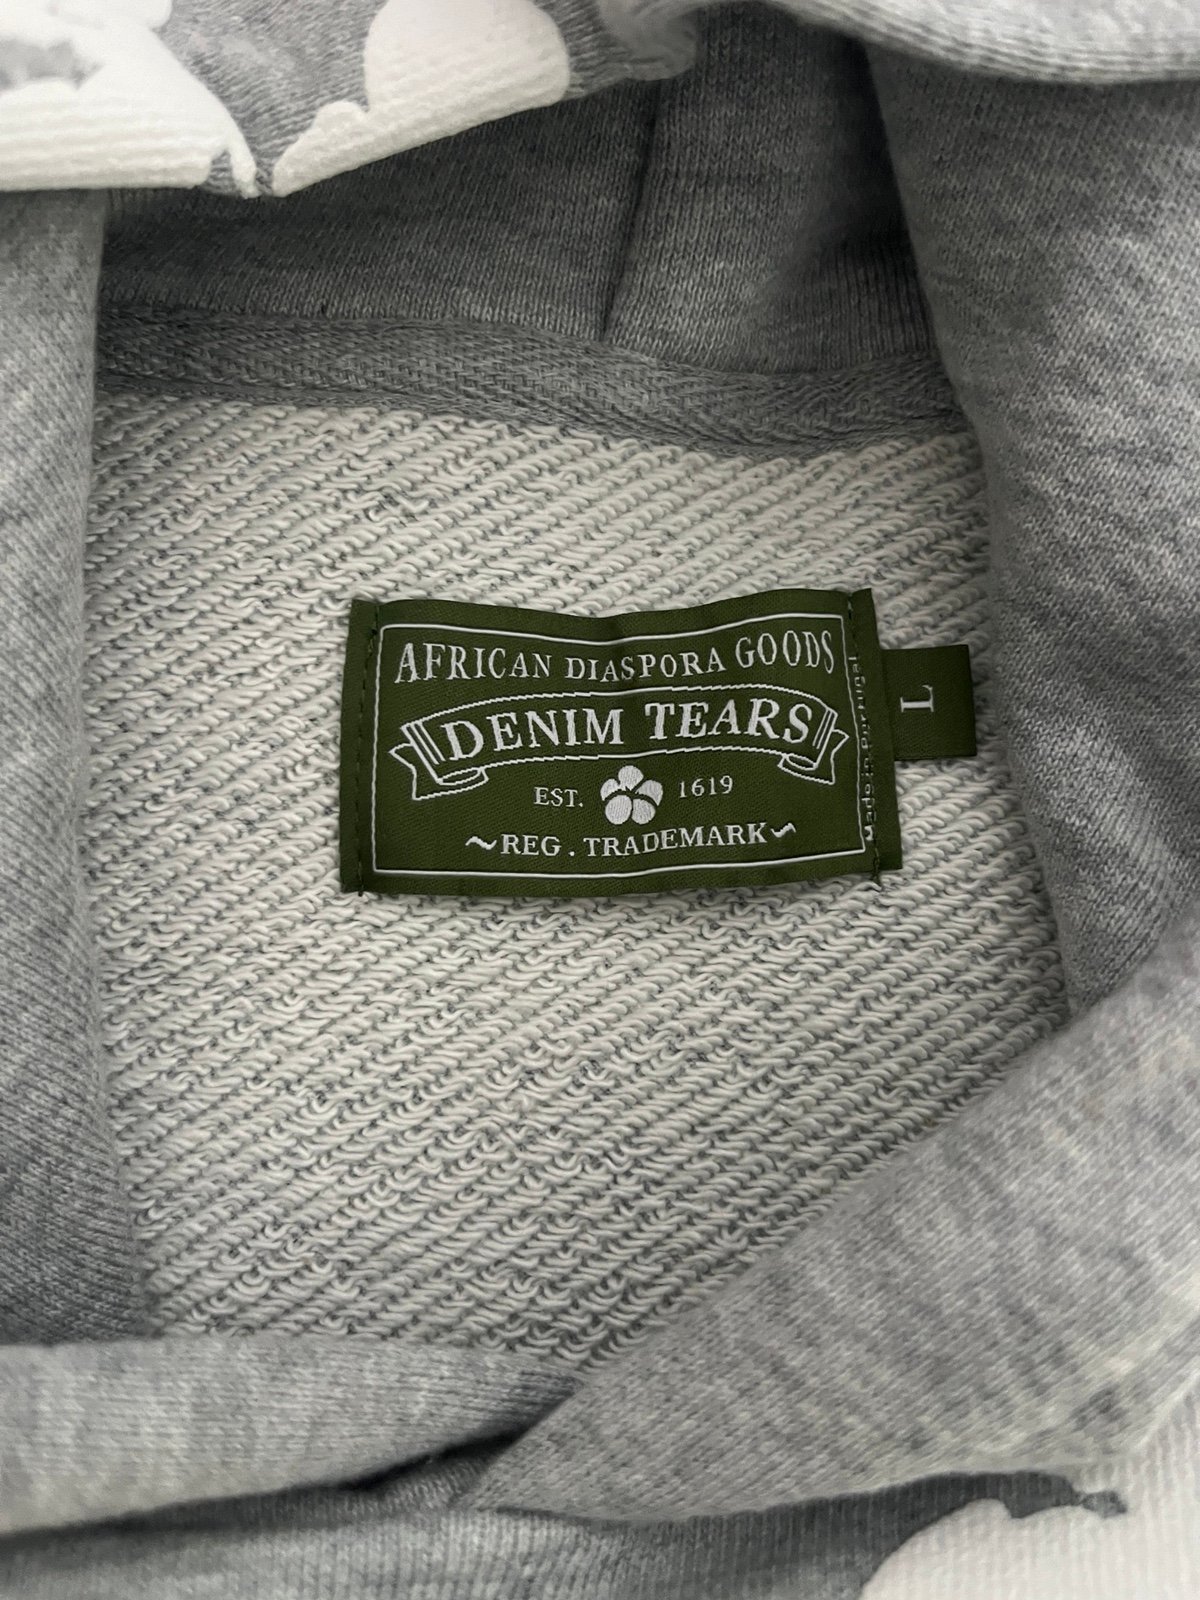 AFRICAN DIASPORA GOODS
DENIM TEARS
EST. 1619
~REG. TRADEMARK~
Made in Portugal
L